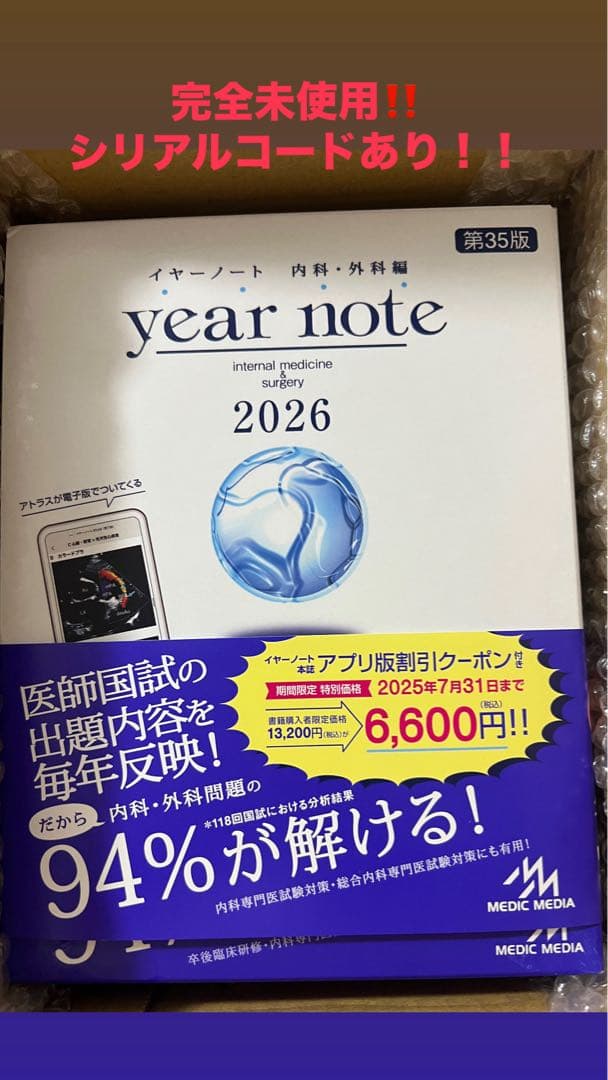 完全未使用‼️
シリアルコードあり！！
第35版
イヤーノート 内科・外科編
year note
internal medicine
&
surgery
2026
アトラスが電子版でついてくる
カラードプラ
医師国試の
出題内容を
毎年反映！
イヤーノート本誌 アプリ版割引クーポン付き
期間限定 特別価格 2025年7月31日まで
書籍購入者限定価格
13,200円(税込)が
6,600円(税込)!!
だから
内科・外科問題の
*118回国試における分析結果
94%が解ける！
内科専門医試験対策・総合内科専門医試験対策にも有用！
MEDIC MEDIA
卒後臨床研修・内科専門医
MEDIC MEDIA